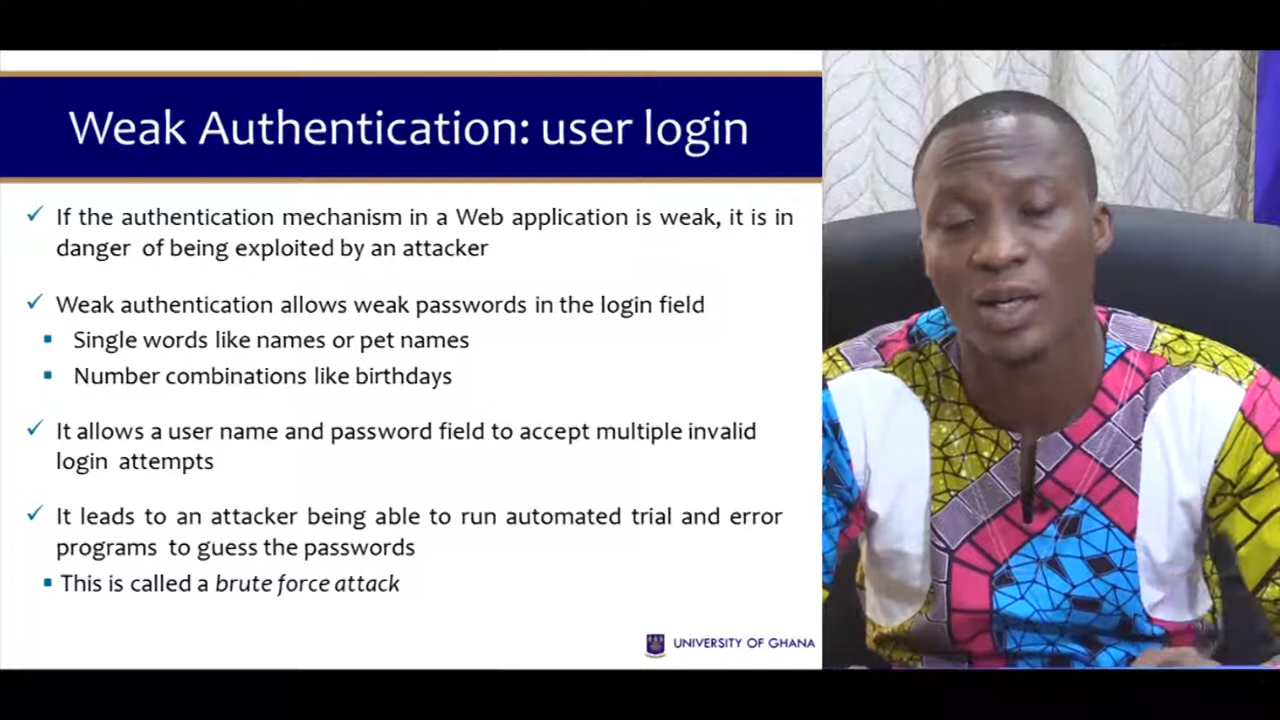 Weak Authentication: user login
If the authentication mechanism in a Web application is weak, it is in
danger of being exploited by an attacker
Weak authentication allows weak passwords in the login field
Single words like names or pet names
Number combinations like birthdays
It allows a user name and password field to accept multiple invalid
login attempts
It leads to an attacker being able to run automated trial and error
programs to guess the passwords
This is called a brute force attack
UNIVERSITY OF GHANA